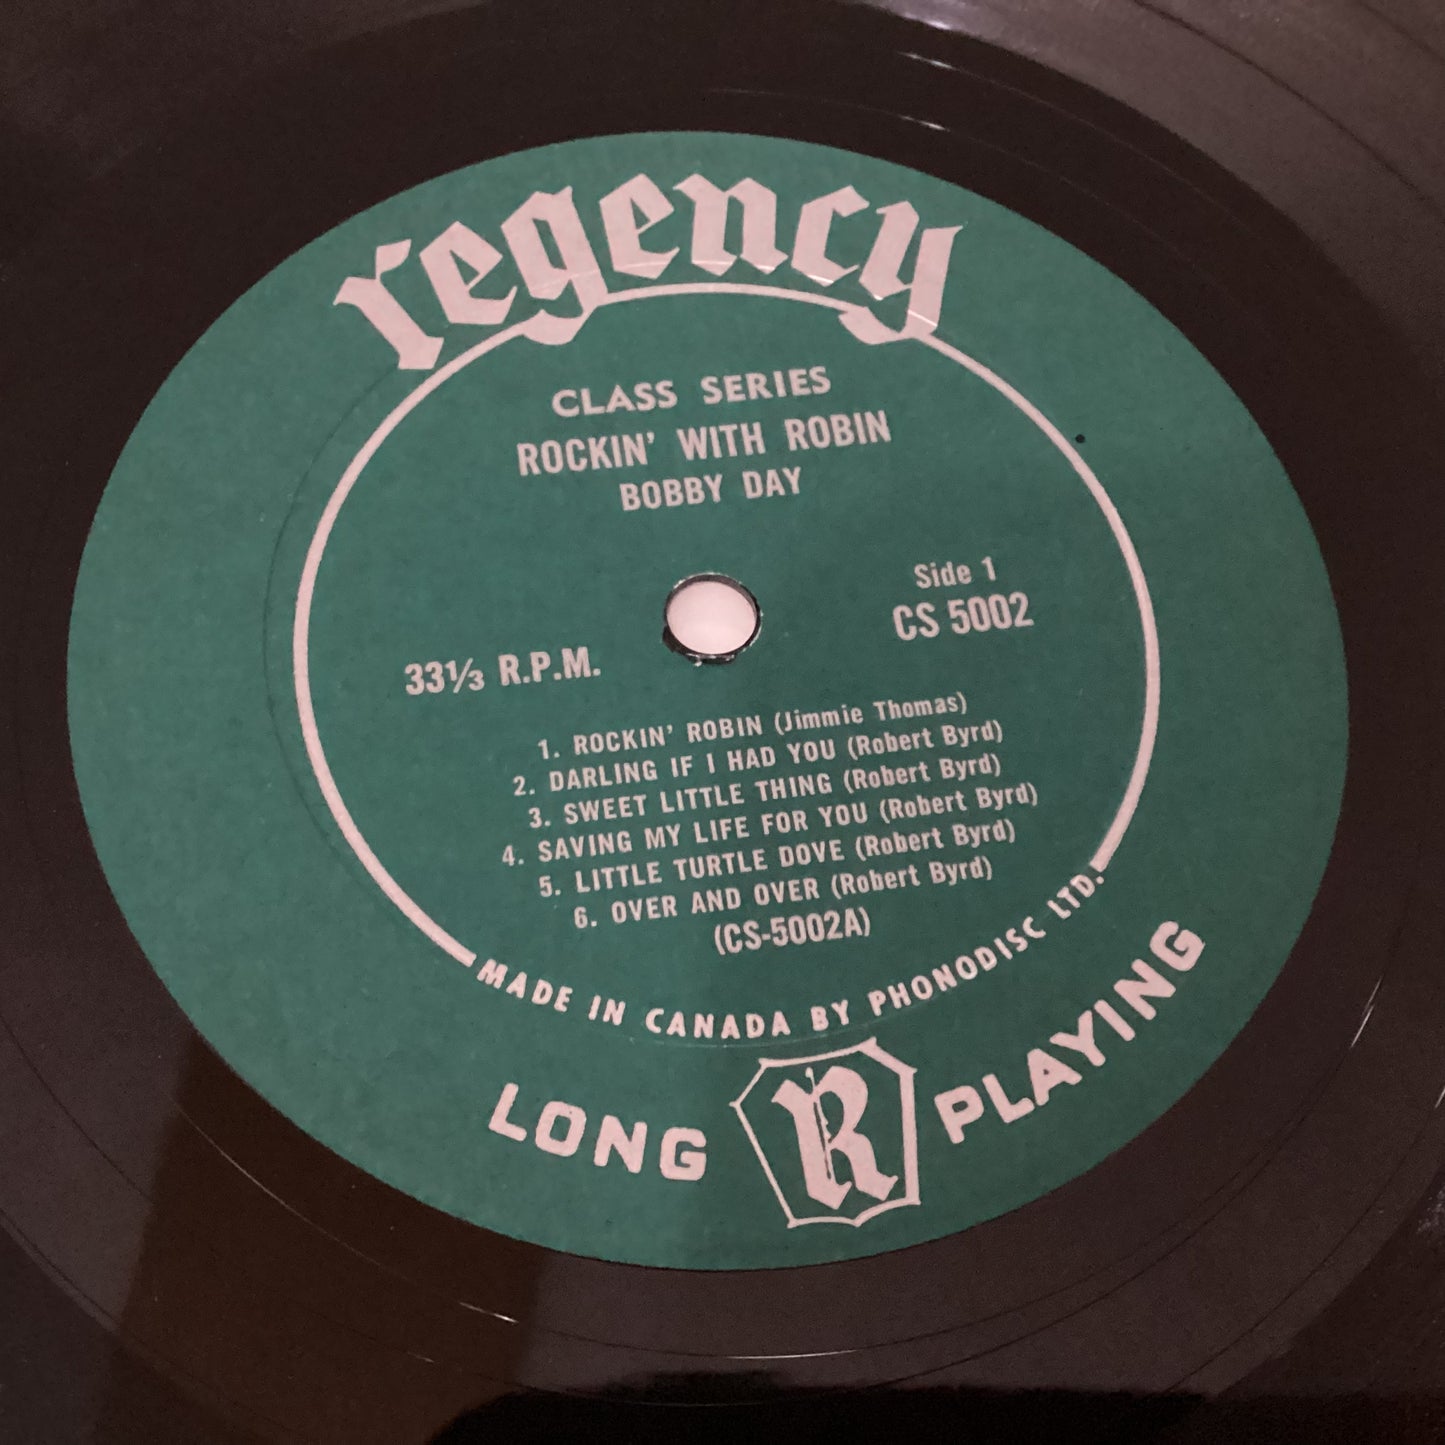 regency
CLASS SERIES
ROCKIN' WITH ROBIN
BOBBY DAY
Side 1
CS 5002
33⅓ R.P.M.
1. ROCKIN' ROBIN (Jimmie Thomas)
2. DARLING IF I HAD YOU (Robert Byrd)
3. SWEET LITTLE THING (Robert Byrd)
4. SAVING MY LIFE FOR YOU (Robert Byrd)
5. LITTLE TURTLE DOVE (Robert Byrd)
6. OVER AND OVER (Robert Byrd)
(CS-5002A)
MADE IN CANADA BY PHONODISC LTD.
LONG R PLAYING